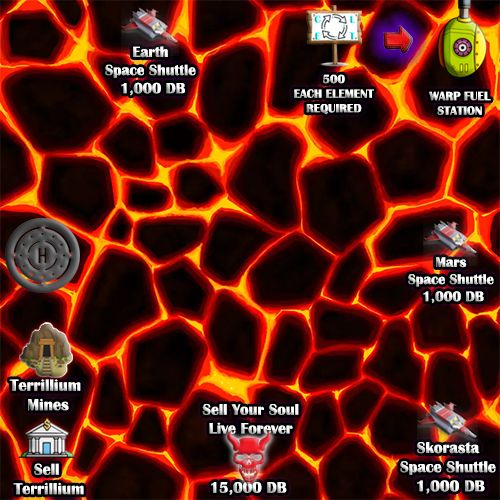 Earth
Space Shuttle
1,000 DB
C L
E T
500
EACH ELEMENT
REQUIRED
WARP FUEL
STATION
H
Mars
Space Shuttle
1,000 DB
Terrillium
Mines
Sell
Terrillium
Sell Your Soul
Live Forever
15,000 DB
Skorasta
Space Shuttle
1,000 DB